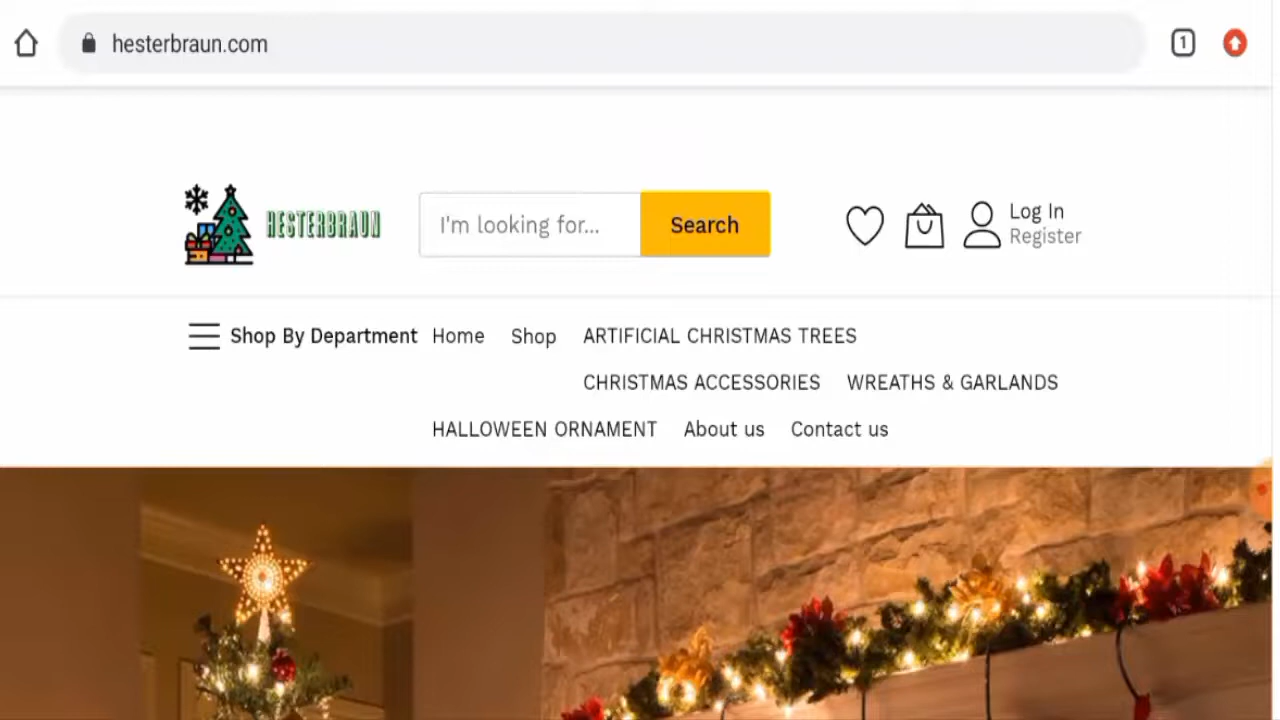 hesterbraun.com
1
HESTERBRAUN
I'm looking for...
Search
Log In
Register
Shop By Department Home Shop ARTIFICIAL CHRISTMAS TREES
CHRISTMAS ACCESSORIES WREATHS & GARLANDS
HALLOWEEN ORNAMENT About us Contact us